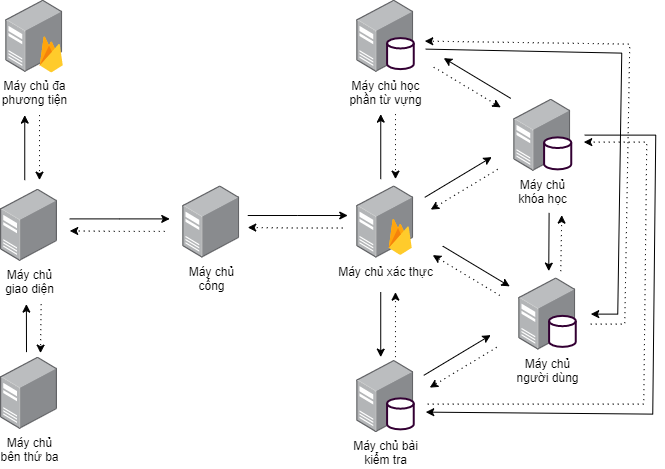 Máy chủ đa
phương tiện
Máy chủ học
phần từ vựng
Máy chủ
khóa học
Máy chủ
giao diện
Máy chủ
cổng
Máy chủ xác thực
Máy chủ
người dùng
Máy chủ
bên thứ ba
Máy chủ bài
kiểm tra